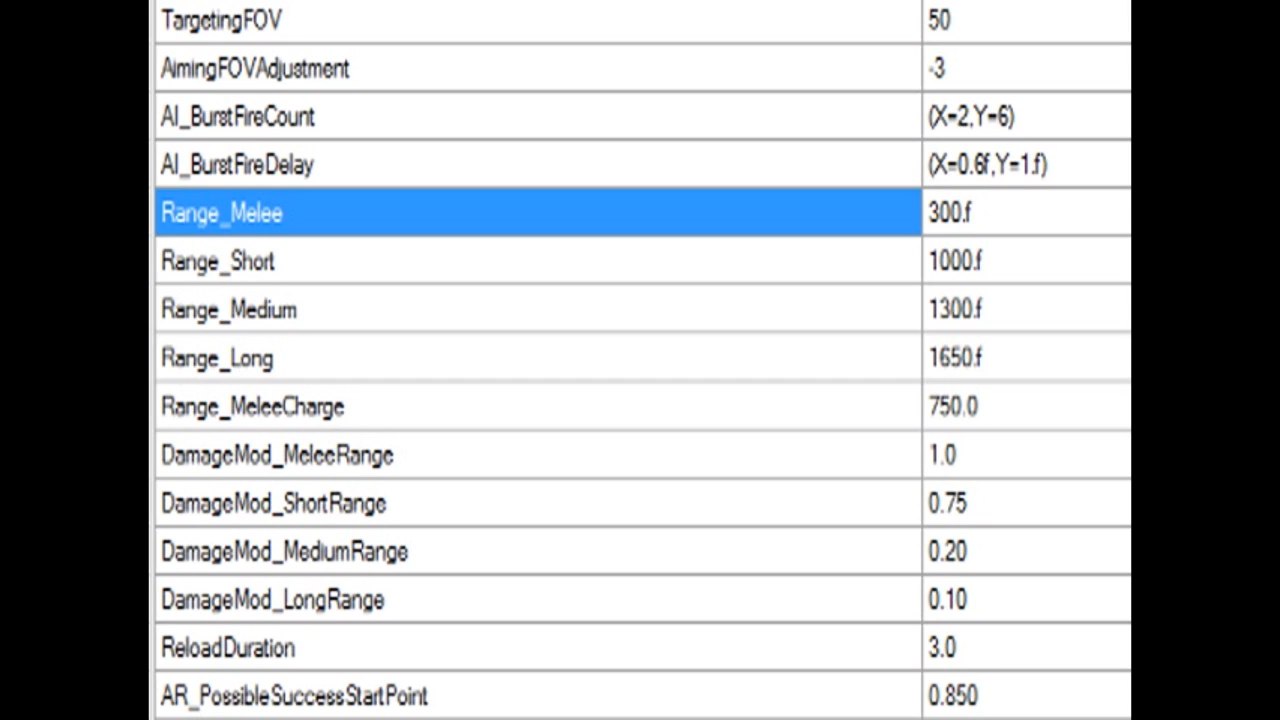 TargetingFOV 50
AimingFOVAdjustment -3
AI_BurstFireCount (X=2,Y=6)
AI_BurstFireDelay (X=0.6f,Y=1.f)
Range_Melee 300.f
Range_Short 1000.f
Range_Medium 1300.f
Range_Long 1650.f
Range_MeleeCharge 750.0
DamageMod_MeleeRange 1.0
DamageMod_ShortRange 0.75
DamageMod_MediumRange 0.20
DamageMod_LongRange 0.10
ReloadDuration 3.0
AR_PossibleSuccessStartPoint 0.850